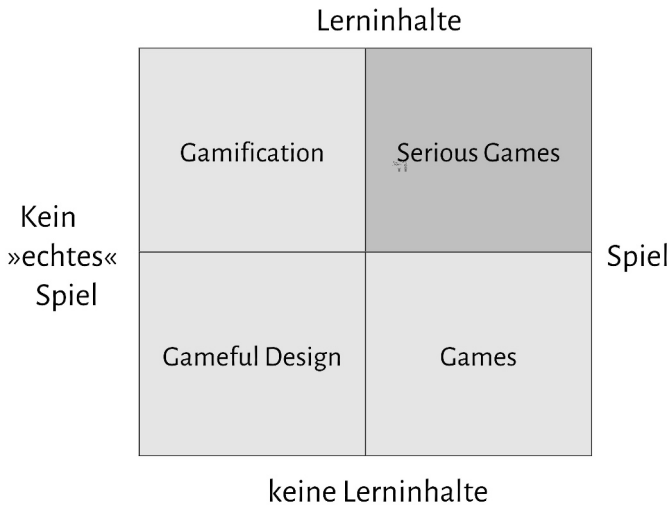 Lerninhalte
Gamification
Serious Games
Kein
»echtes«
Spiel
Spiel
Gameful Design
Games
keine Lerninhalte